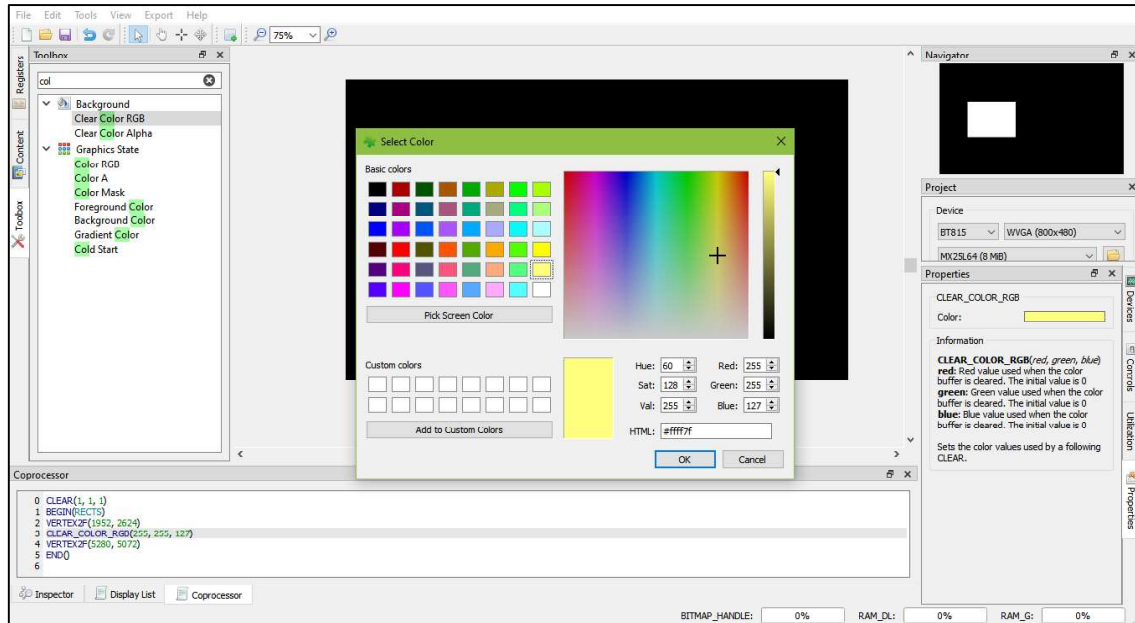 File Edit Tools View Export Help
75%
Registers
Content
Toolbox
Toolbox
col
Background
Clear Color RGB
Clear Color Alpha
Graphics State
Color RGB
Color A
Color Mask
Foreground Color
Background Color
Gradient Color
Cold Start
Select Color
Basic colors
Pick Screen Color
Custom colors
Add to Custom Colors
Hue: 60 Red: 255
Sat: 128 Green: 255
Val: 255 Blue: 127
HTML: #ffff7f
OK Cancel
Navigator
Project
Device
BT815 WVGA (800x480)
MX25L64 (8 MiB)
Properties
CLEAR_COLOR_RGB
Color:
Information
CLEAR_COLOR_RGB(red, green, blue)
red: Red value used when the color
buffer is cleared. The initial value is 0
green: Green value used when the color
buffer is cleared. The initial value is 0
blue: Blue value used when the color
buffer is cleared. The initial value is 0
Sets the color values used by a following
CLEAR.
Devices
Controls
Utilization
Properties
Coprocessor
0 CLEAR(1, 1, 1)
1 BEGIN(RECTS)
2 VERTEX2F(1952, 2624)
3 CLEAR_COLOR_RGB(255, 255, 127)
4 VERTEX2F(5280, 5072)
5 END()
6
Inspector Display List Coprocessor
BITMAP_HANDLE: 0% RAM_DL: 0% RAM_G: 0%